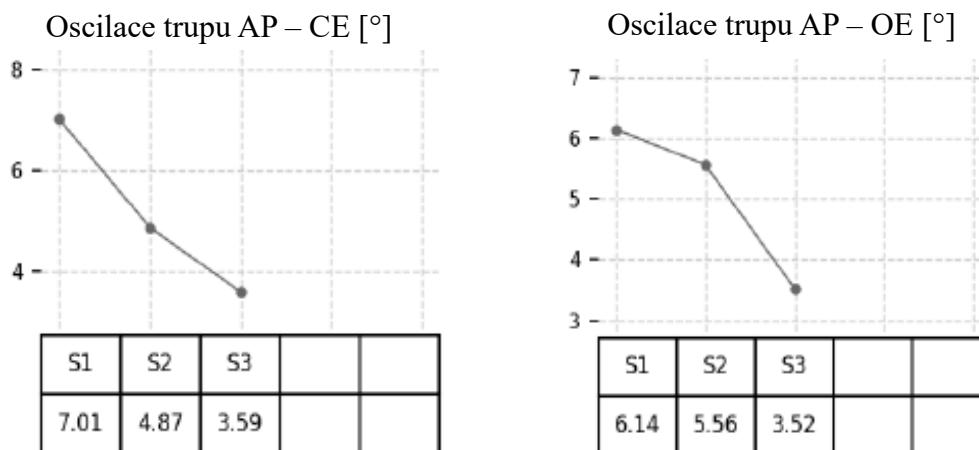 Oscilace trupu AP – CE [°]
8
6
4
S1 S2 S3
7.01 4.87 3.59
Oscilace trupu AP – OE [°]
7
6
5
4
3
S1 S2 S3
6.14 5.56 3.52